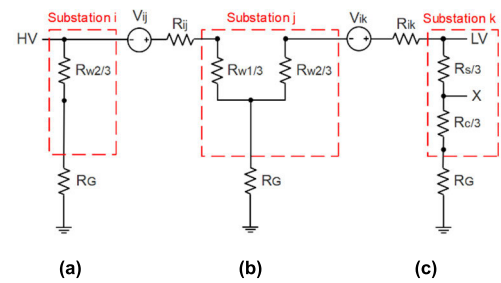 Substation i
Vij
Rij
Substation j
Vik
Rik
Substation k
HV
LV
Rw2/3
Rw1/3
Rw2/3
Rs/3
X
Rc/3
RG
RG
RG
- +
- +
(a)
(b)
(c)